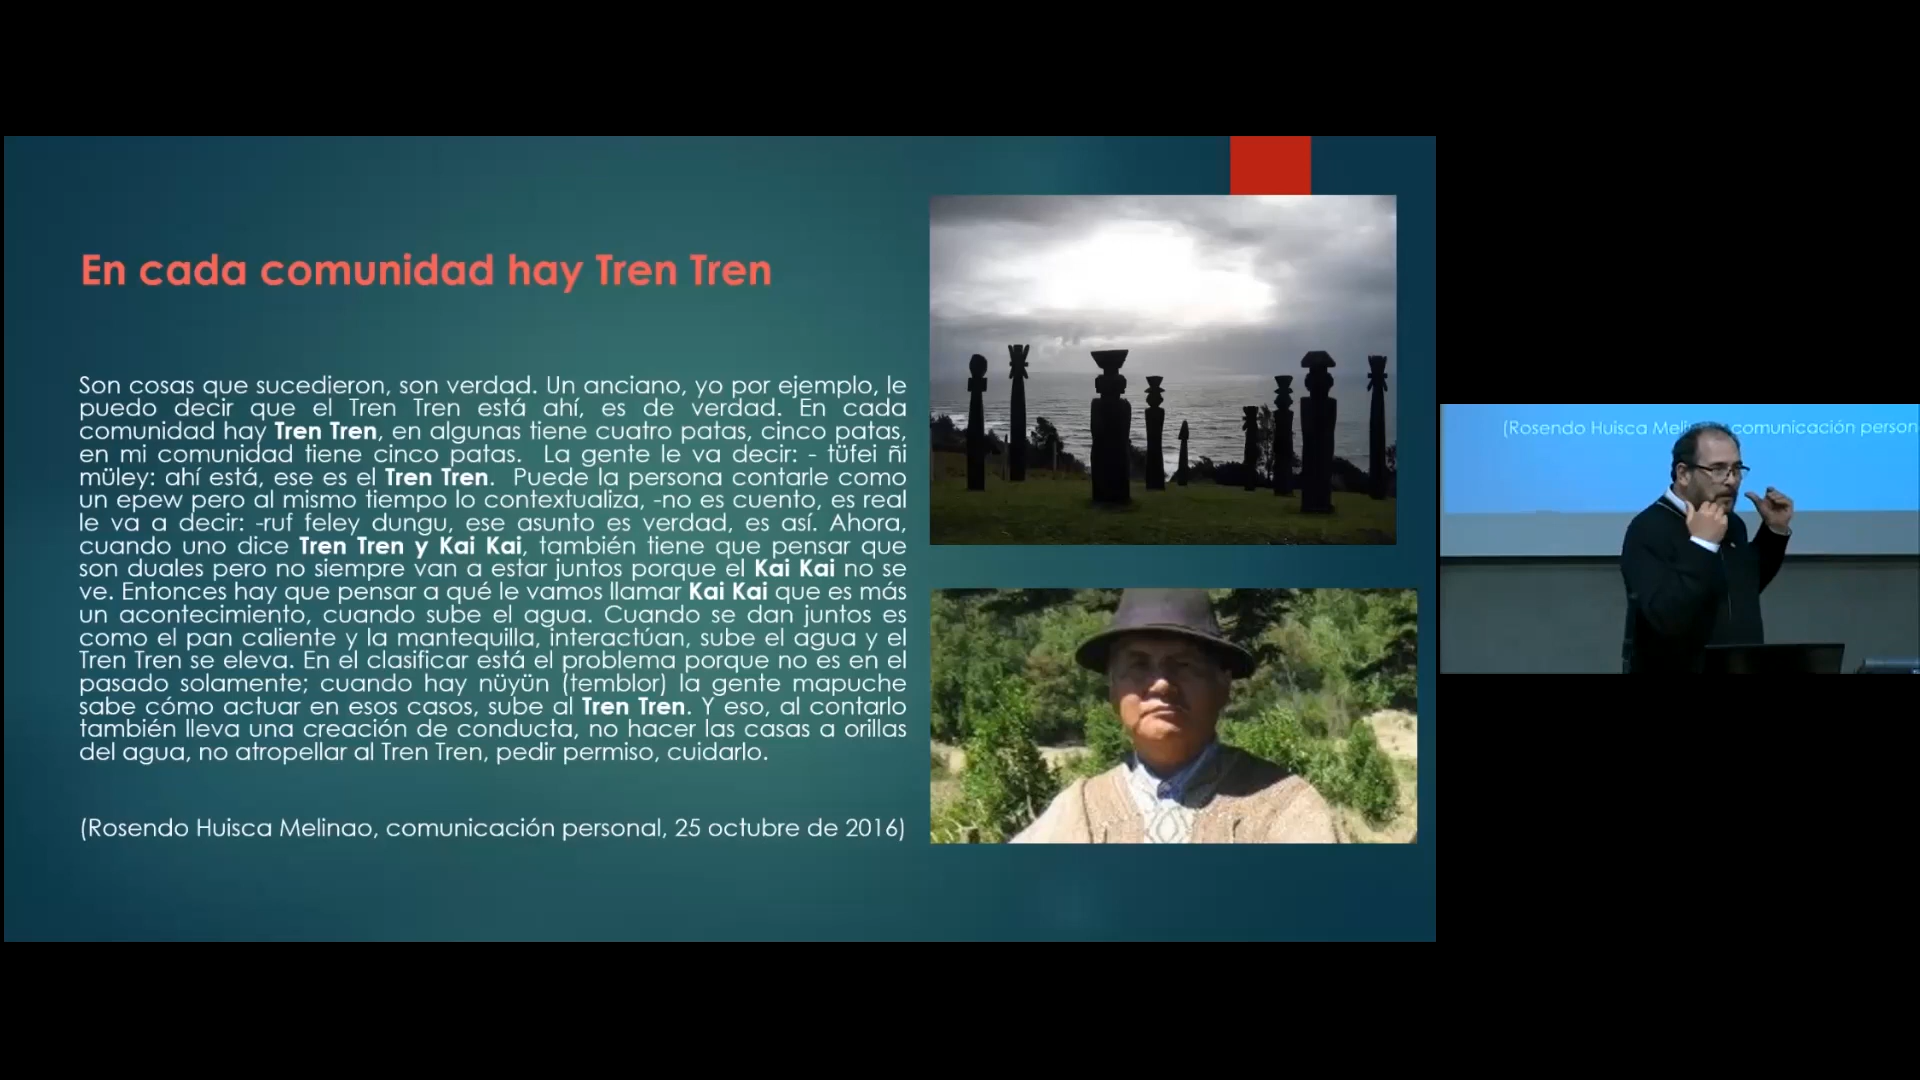 En cada comunidad hay Tren Tren
Son cosas que sucedieron, son verdad. Un anciano, yo por ejemplo, le
puedo decir que el Tren Tren está ahí, es de verdad. En cada
comunidad hay Tren Tren, en algunas tiene cuatro patas, cinco patas,
en mi comunidad tiene cinco patas. La gente le va decir: - tüfei ñi
müley: ahí está, ese es el Tren Tren. Puede la persona contarle como
un epew pero al mismo tiempo lo contextualiza, -no es cuento, es real
le va a decir: -ruf feley dungu, ese asunto es verdad, es así. Ahora,
cuando uno dice Tren Tren y Kai Kai, también tiene que pensar que
son duales pero no siempre van a estar juntos porque el Kai Kai no se
ve. Entonces hay que pensar a qué le vamos llamar Kai Kai que es más
un acontecimiento, cuando sube el agua. Cuando se dan juntos es
como el pan caliente y la mantequilla, interactúan, sube el agua y el
Tren Tren se eleva. En el clasificar está el problema porque no es en el
pasado solamente; cuando hay nüyün (temblor) la gente mapuche
sabe cómo actuar en esos casos, sube al Tren Tren. Y eso, al contarlo
también lleva una creación de conducta, no hacer las casas a orillas
del agua, no atropellar al Tren Tren, pedir permiso, cuidarlo.
(Rosendo Huisca Melinao, comunicación personal, 25 octubre de 2016)
(Rosendo Huisca comunicación person